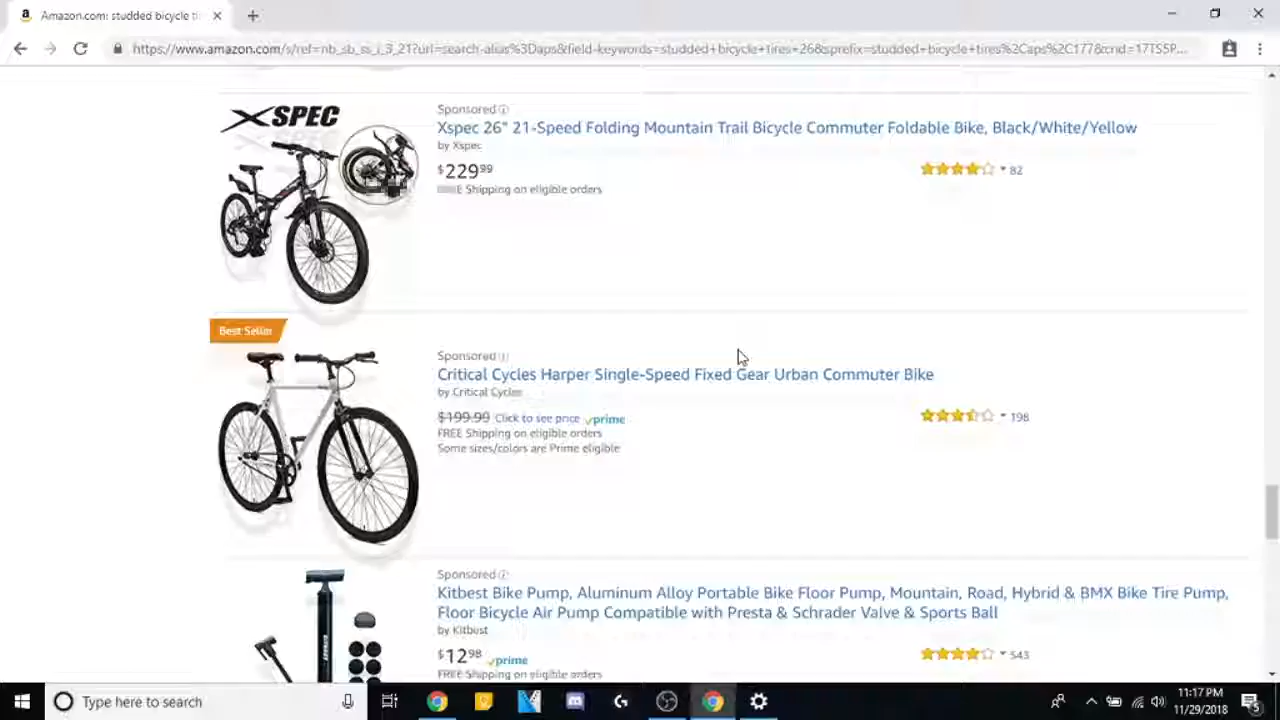 Amazon.com: studded bicycle ti
https://www.amazon.com/s/ref=nb_sb_ss_i_3_21?url=search-alias%3Daps&field-keywords=studded+bicycle+tires+26&sprefix=studded+bicycle+tires%2Caps%2C177&crid=17TS5P...
XSPEC
Sponsored
Xspec 26" 21-Speed Folding Mountain Trail Bicycle Commuter Foldable Bike, Black/White/Yellow
by Xspec
$229.99
82
Shipping on eligible orders
Best Seller
Sponsored
Critical Cycles Harper Single-Speed Fixed Gear Urban Commuter Bike
by Critical Cycles
$199.99 Click to see price prime
198
FREE Shipping on eligible orders
Some sizes/colors are Prime eligible
Sponsored
Kitbest Bike Pump, Aluminum Alloy Portable Bike Floor Pump, Mountain, Road, Hybrid & BMX Bike Tire Pump,
Floor Bicycle Air Pump Compatible with Presta & Schrader Valve & Sports Ball
by Kitbest
$12.98 prime
543
FREE Shipping on eligible orders
Type here to search
11:17 PM
11/29/2018